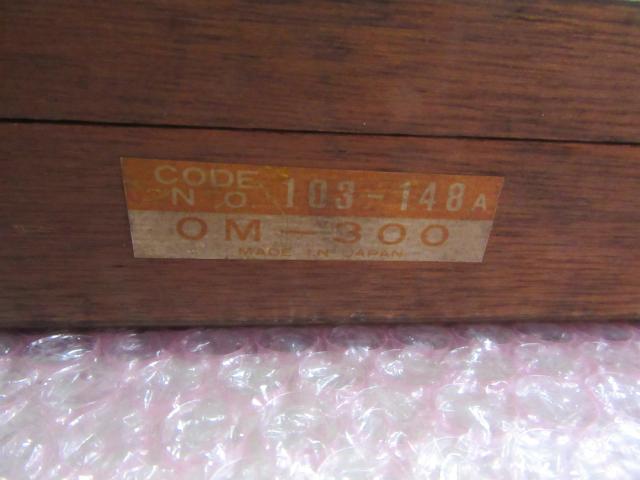 CODE
NO 103-148A
OM-300
MADE IN JAPAN